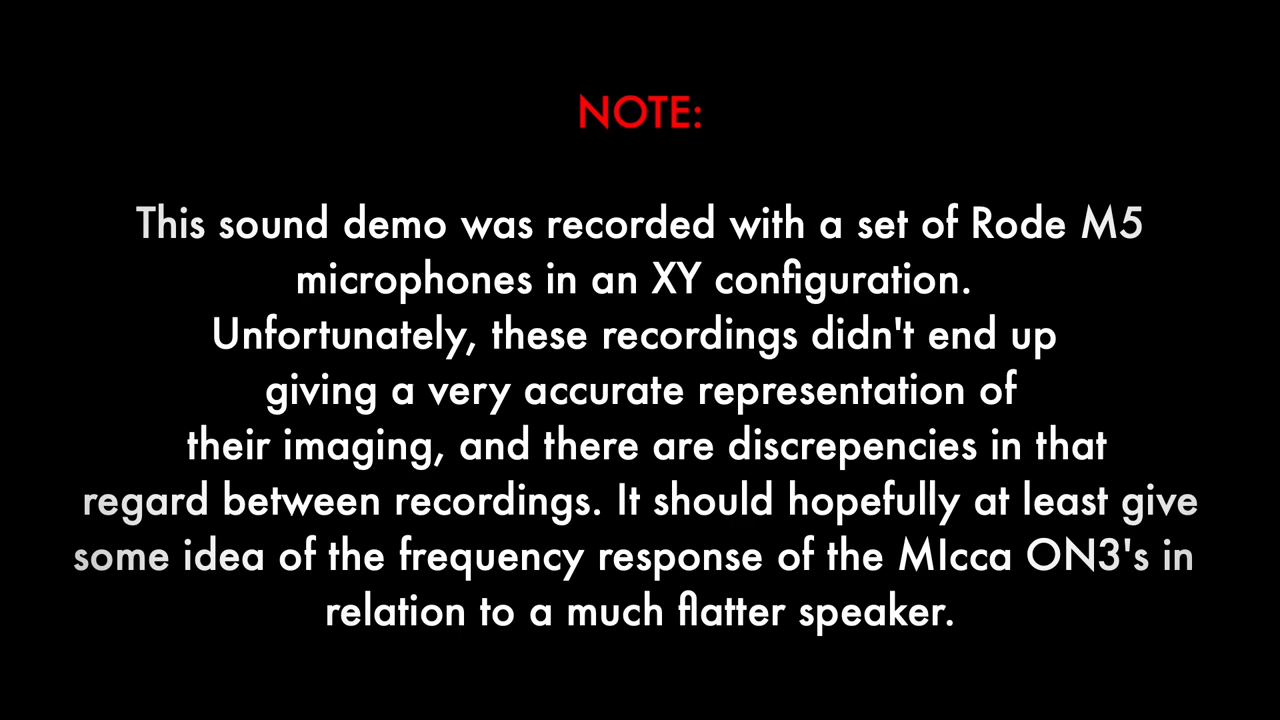 NOTE:
This sound demo was recorded with a set of Rode M5
microphones in an XY configuration.
Unfortunately, these recordings didn't end up
giving a very accurate representation of
their imaging, and there are discrepencies in that
regard between recordings. It should hopefully at least give
some idea of the frequency response of the MIcca ON3's in
relation to a much flatter speaker.